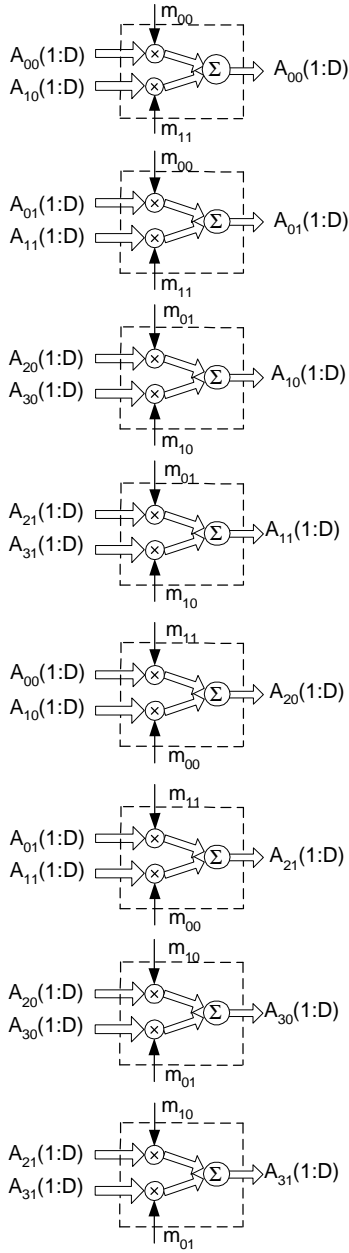 m₀₀
A₀₀(1:D) × Σ A₀₀(1:D)
A₁₀(1:D) ×
m₁₁
m₀₀
A₀₁(1:D) × Σ A₀₁(1:D)
A₁₁(1:D) ×
m₁₁
m₀₁
A₂₀(1:D) × Σ A₁₀(1:D)
A₃₀(1:D) ×
m₁₀
m₀₁
A₂₁(1:D) × Σ A₁₁(1:D)
A₃₁(1:D) ×
m₁₀
m₁₁
A₀₀(1:D) × Σ A₂₀(1:D)
A₁₀(1:D) ×
m₀₀
m₁₁
A₀₁(1:D) × Σ A₂₁(1:D)
A₁₁(1:D) ×
m₀₀
m₁₀
A₂₀(1:D) × Σ A₃₀(1:D)
A₃₀(1:D) ×
m₀₁
m₁₀
A₂₁(1:D) × Σ A₃₁(1:D)
A₃₁(1:D) ×
m₀₁